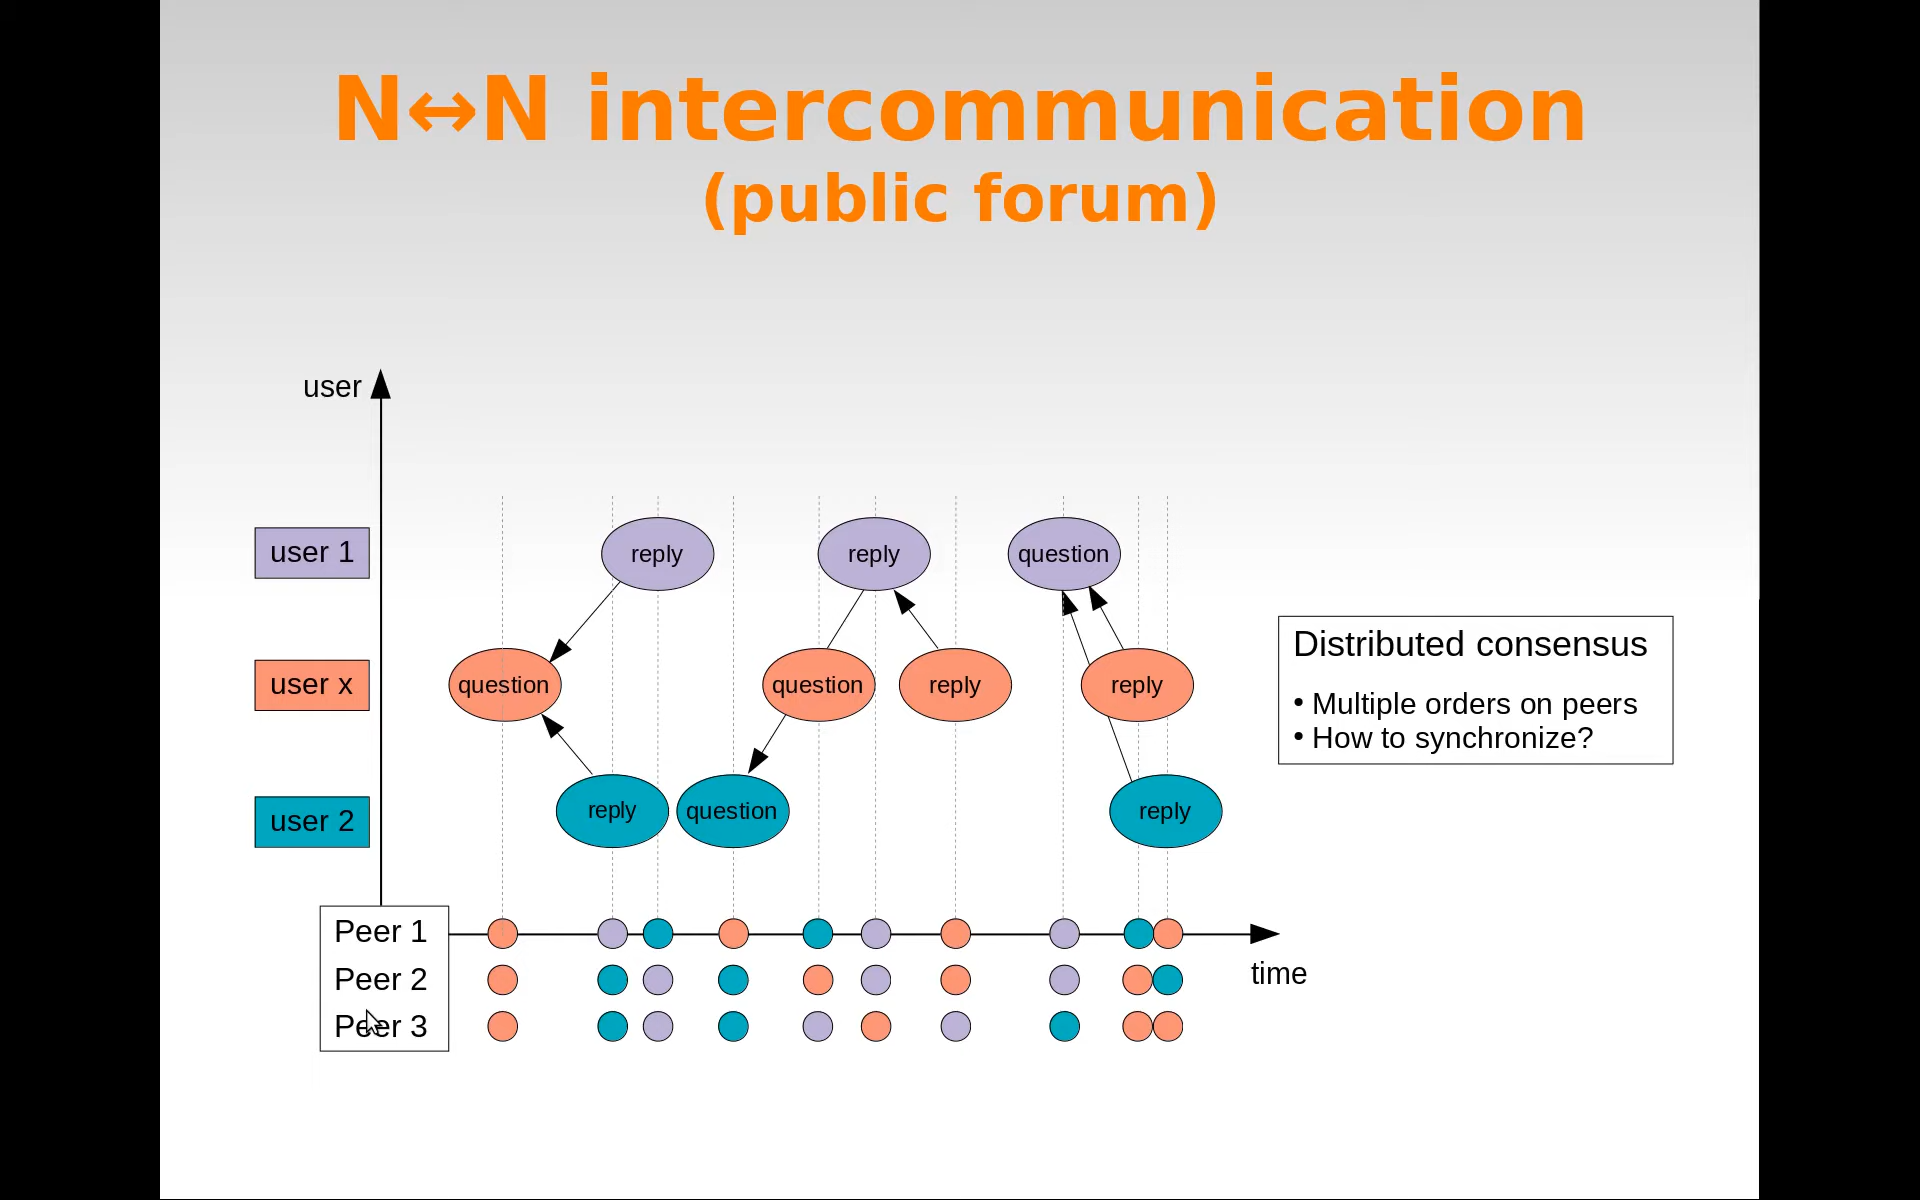 N↔N intercommunication
(public forum)
user
user 1
reply
reply
question
user x
question
question
reply
reply
user 2
reply
question
reply
Distributed consensus
• Multiple orders on peers
• How to synchronize?
Peer 1
Peer 2
Peer 3
time